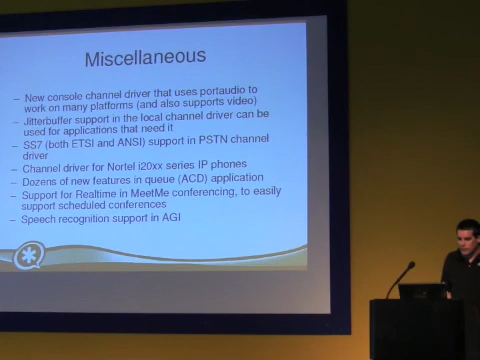 Miscellaneous
– New console channel driver that uses portaudio to
work on many platforms (and also supports video)
– Jitterbuffer support in the local channel driver can be
used for applications that need it
– SS7 (both ETSI and ANSI) support in PSTN channel
driver
– Channel driver for Nortel i20xx series IP phones
– Dozens of new features in queue (ACD) application
– Support for Realtime in MeetMe conferencing, to easily
support scheduled conferences
– Speech recognition support in AGI